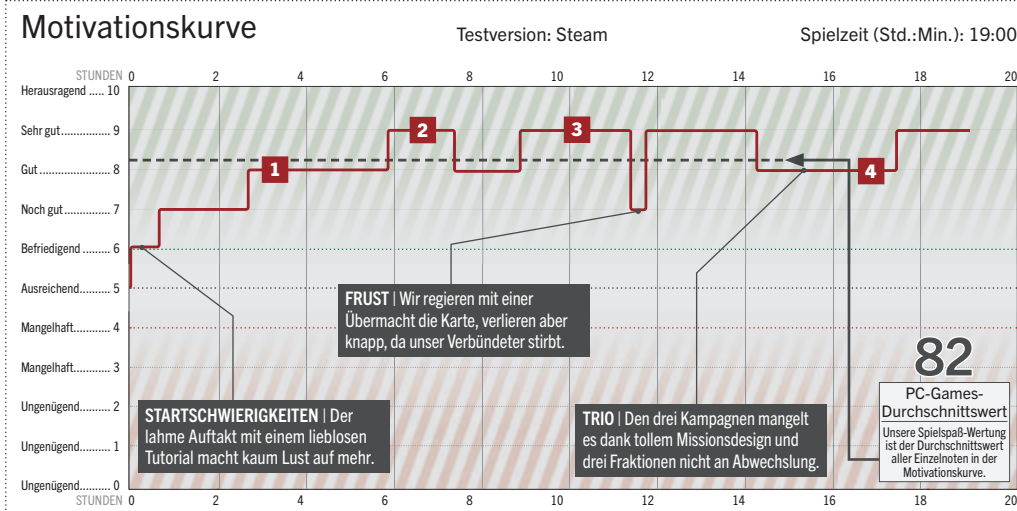 Motivationskurve
Testversion: Steam
Spielzeit (Std.:Min.): 19:00
STUNDEN 0 2 4 6 8 10 12 14 16 18 20
Herausragend ..... 10
Sehr gut............... 9
Gut ...................... 8
Noch gut.............. 7
Befriedigend ........ 6
Ausreichend......... 5
Mangelhaft........... 4
Mangelhaft........... 3
Ungenügend ........ 2
Ungenügend ........ 1
Ungenügend ........ 0
1
2
3
4
FRUST | Wir regieren mit einer
Übermacht die Karte, verlieren aber
knapp, da unser Verbündeter stirbt.
STARTSCHWIERIGKEITEN | Der
lahme Auftakt mit einem lieblosen
Tutorial macht kaum Lust auf mehr.
TRIO | Den drei Kampagnen mangelt
es dank tollem Missionsdesign und
drei Fraktionen nicht an Abwechslung.
82
PC-Games-
Durchschnittswert
Unsere Spielspaß-Wertung
ist der Durchschnittswert
aller Einzelnoten in der
Motivationskurve.
STUNDEN 0 2 4 6 8 10 12 14 16 18 20